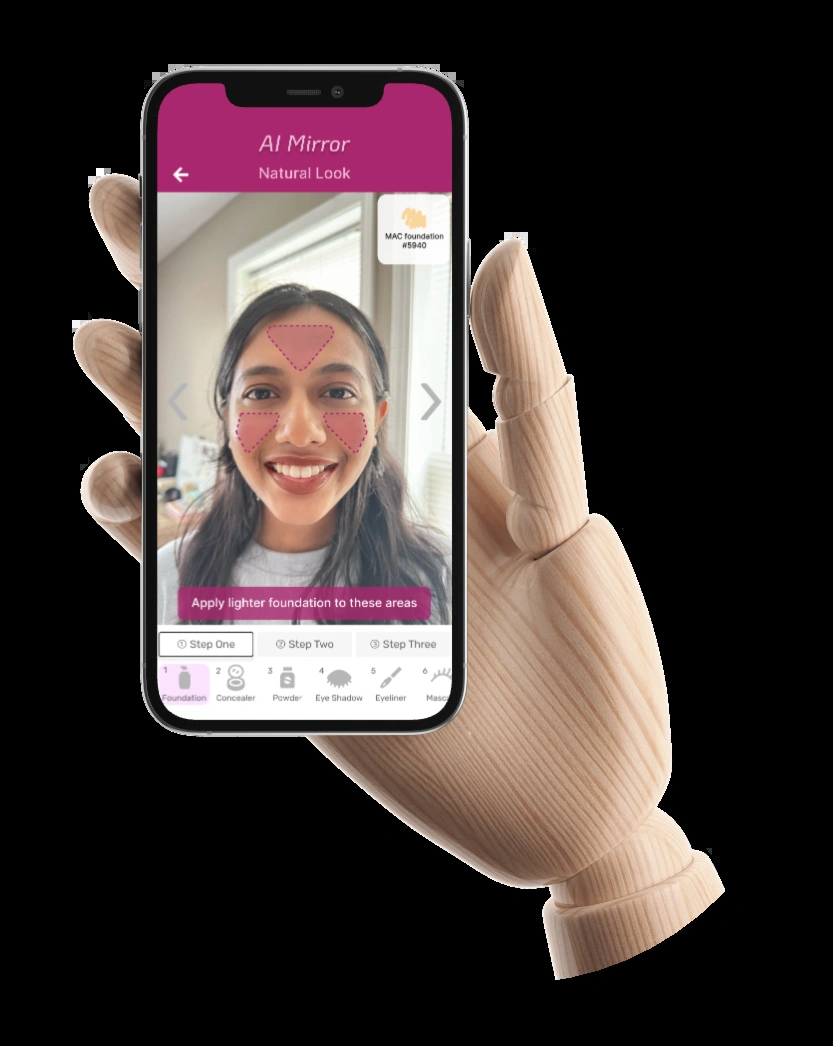 AI Mirror
Natural Look
MAC foundation
#5940
Apply lighter foundation to these areas
① Step One
② Step Two
③ Step Three
1
Foundation
2
Concealer
3
Powder
4
Eye Shadow
5
Eyeliner
6